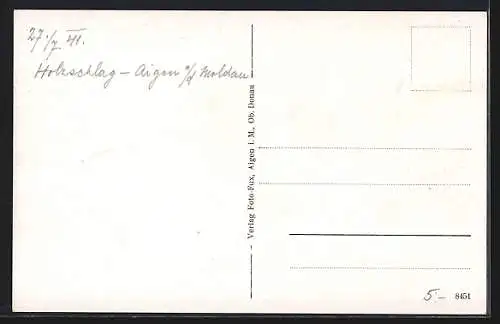 27./7. 41.
Holzschlag – Aigen a/d Moldau
– Verlag Foto-Fux, Aigen i. M., Ob. Donau –
5.–
8451